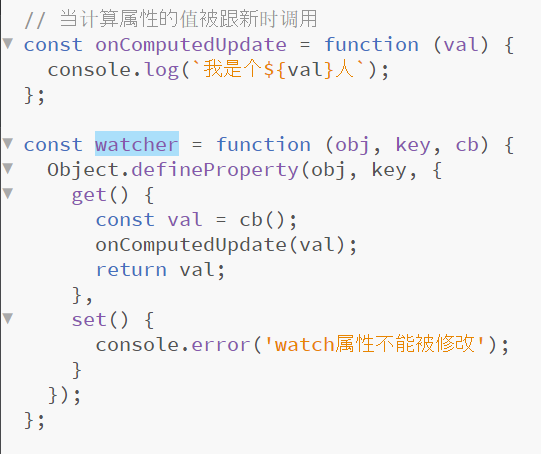 // 当计算属性的值被跟新时调用
const onComputedUpdate = function (val) {
  console.log(`我是个${val}人`);
};
const watcher = function (obj, key, cb) {
  Object.defineProperty(obj, key, {
    get() {
      const val = cb();
      onComputedUpdate(val);
      return val;
    },
    set() {
      console.error('watch属性不能被修改');
    }
  });
};